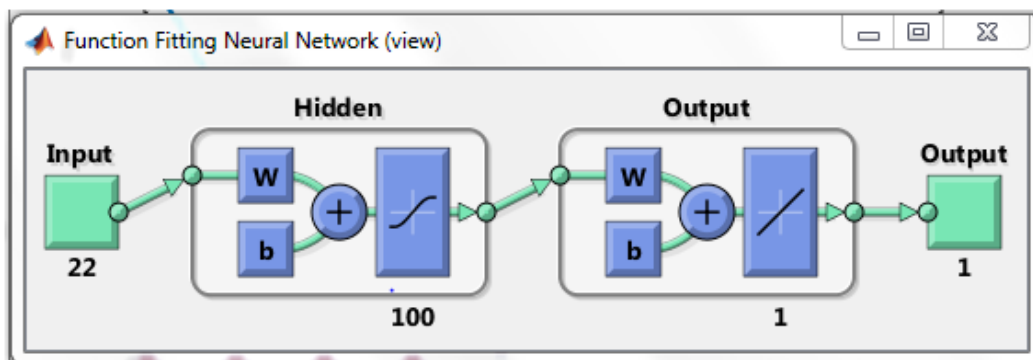 Function Fitting Neural Network (view)
Hidden
Output
Input
Output
W
W
+
+
b
b
22
1
100
1